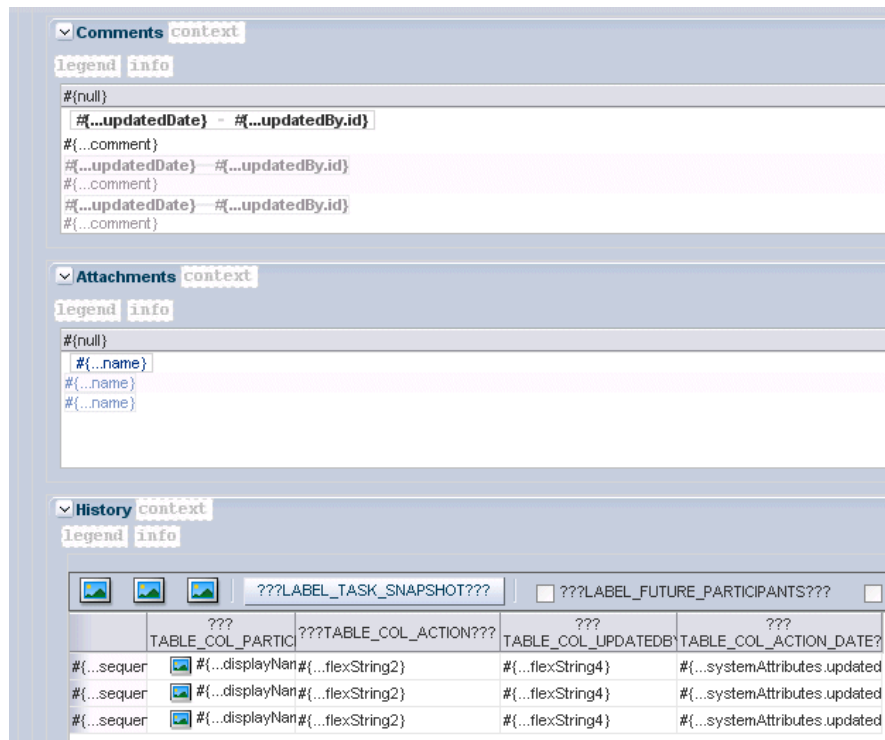 Comments context
legend info
#{null}
#{...updatedDate} - #{...updatedBy.id}
#{...comment}
#{...updatedDate} #{...updatedBy.id}
#{...comment}
#{...updatedDate} #{...updatedBy.id}
#{...comment}
Attachments context
legend info
#{null}
#{...name}
#{...name}
#{...name}
History context
legend info
???LABEL_TASK_SNAPSHOT??? ???LABEL_FUTURE_PARTICIPANTS???
??? ??? ???
TABLE_COL_PARTIC ???TABLE_COL_ACTION??? TABLE_COL_UPDATEDBY TABLE_COL_ACTION_DATE?
#{...sequer #{...displayNan #{...flexString2} #{...flexString4} #{...systemAttributes.updated
#{...sequer #{...displayNan #{...flexString2} #{...flexString4} #{...systemAttributes.updated
#{...sequer #{...displayNan #{...flexString2} #{...flexString4} #{...systemAttributes.updated